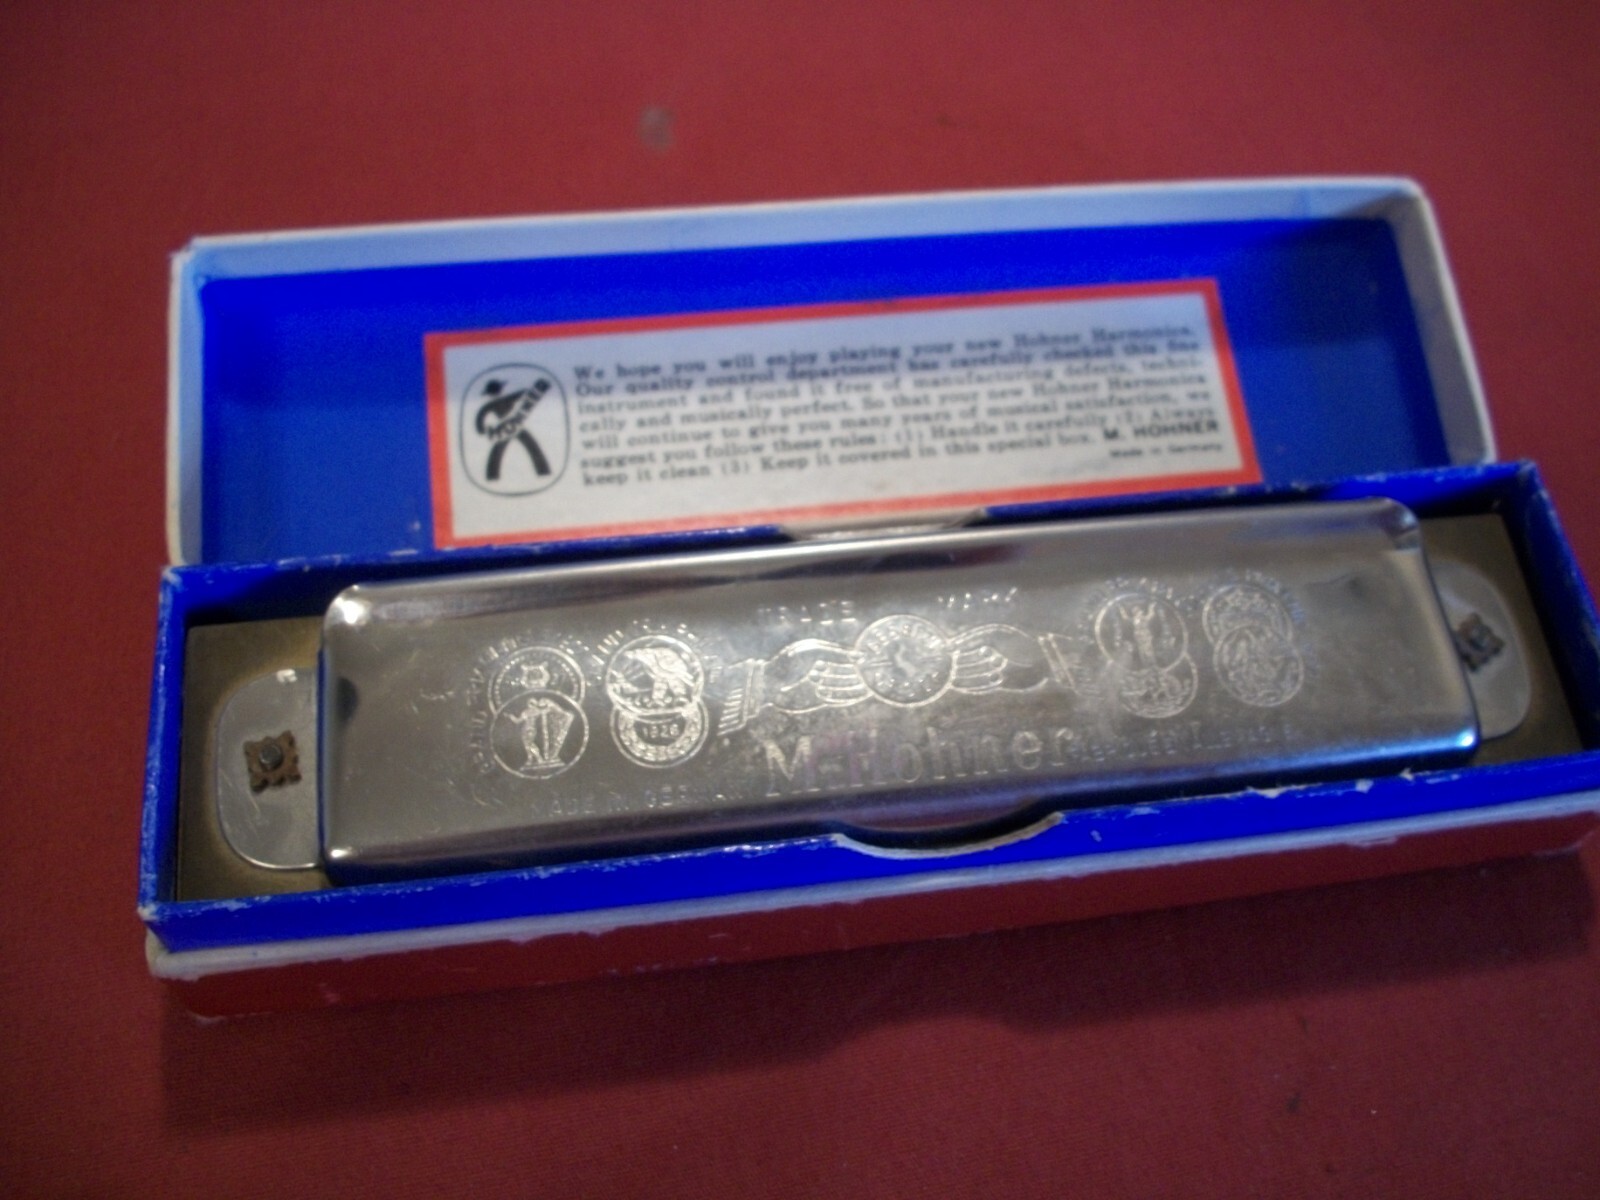 We hope you will enjoy playing your new Hohner Harmonica.
Our quality control department has carefully checked this fine
instrument and found it free of manufacturing defects, techni-
cally and musically perfect. So that your new Hohner Harmonica
will continue to give you many years of musical satisfaction, we
suggest you follow these rules: (1) Handle it carefully (2) Always
keep it clean (3) Keep it covered in this special box. M. HOHNER
Made in Germany
HOHNER
TRADE MARK
1928
M. Hohner
MADE IN GERMANY